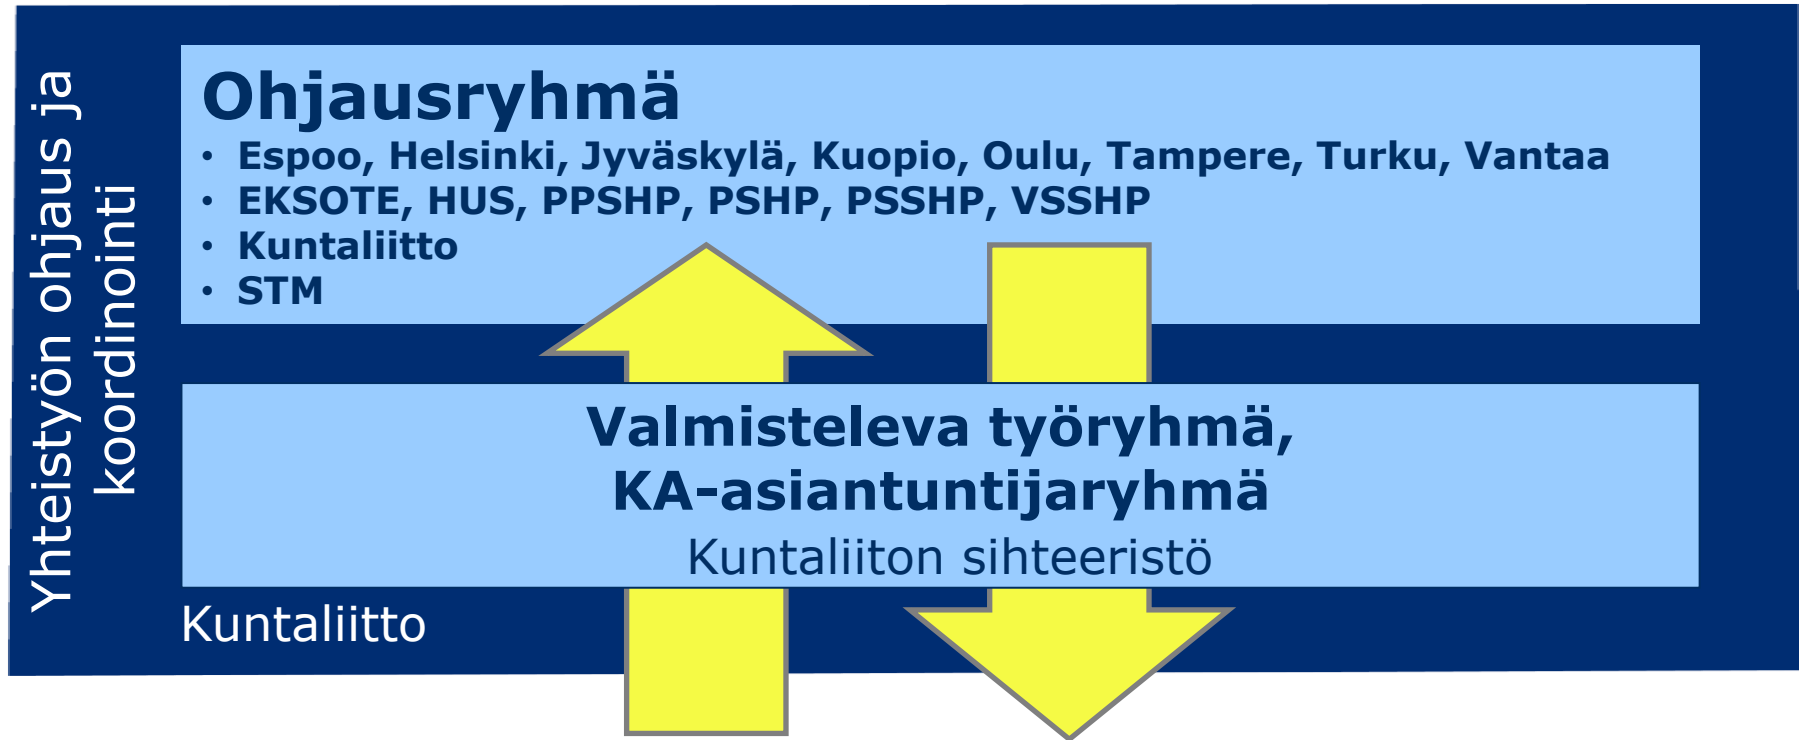 Yhteistyön ohjaus ja
koordinointi
Ohjausryhmä
• Espoo, Helsinki, Jyväskylä, Kuopio, Oulu, Tampere, Turku, Vantaa
• EKSOTE, HUS, PPSHP, PSHP, PSSHP, VSSHP
• Kuntaliitto
• STM
Valmisteleva työryhmä,
KA-asiantuntijaryhmä
Kuntaliiton sihteeristö
Kuntaliitto